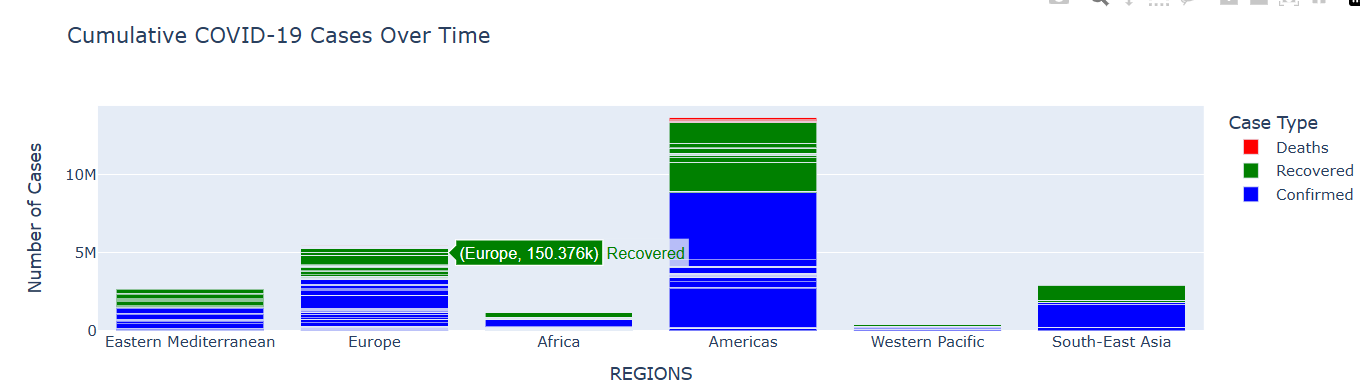 Cumulative COVID-19 Cases Over Time
Number of Cases
10M
5M
0
(Europe, 150.376k) Recovered
Eastern Mediterranean
Europe
Africa
Americas
Western Pacific
South-East Asia
REGIONS
Case Type
Deaths
Recovered
Confirmed